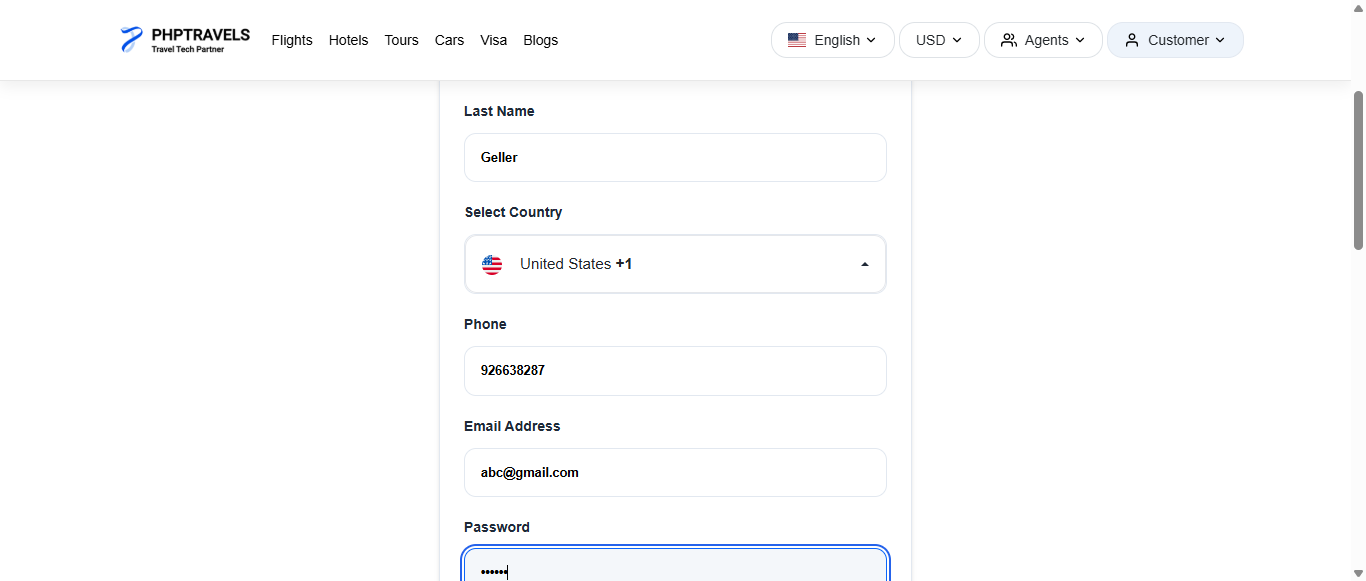 PHPTRAVELS
Travel Tech Partner
Flights Hotels Tours Cars Visa Blogs English USD Agents Customer
Last Name
Geller
Select Country
United States +1
Phone
926638287
Email Address
abc@gmail.com
Password
••••••